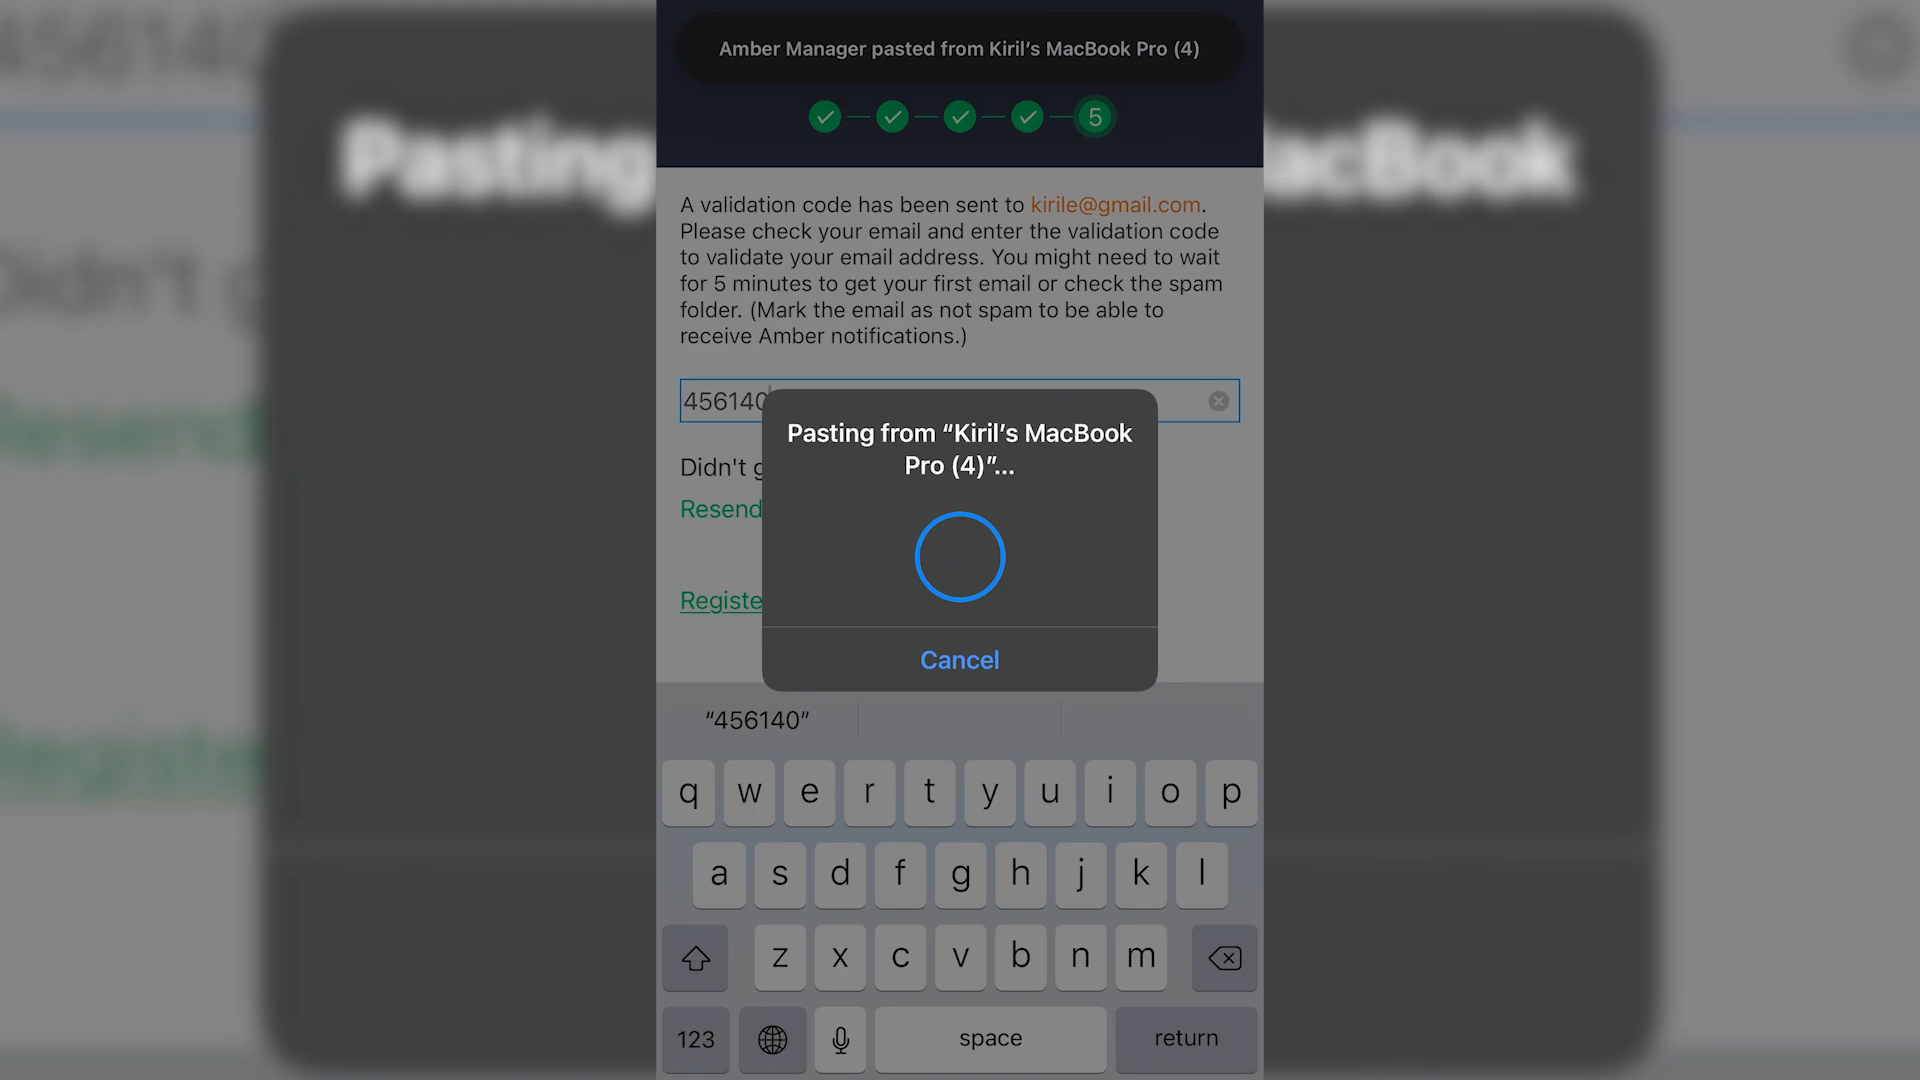 Amber Manager pasted from Kiril’s MacBook Pro (4)
5
A validation code has been sent to kirile@gmail.com.
Please check your email and enter the validation code
to validate your email address. You might need to wait
for 5 minutes to get your first email or check the spam
folder. (Mark the email as not spam to be able to
receive Amber notifications.)
456140
Pasting from “Kiril’s MacBook
Pro (4)”...
Didn't g
Resend
Registe
Cancel
“456140”
q w e r t y u i o p
a s d f g h j k l
z x c v b n m
123 space return